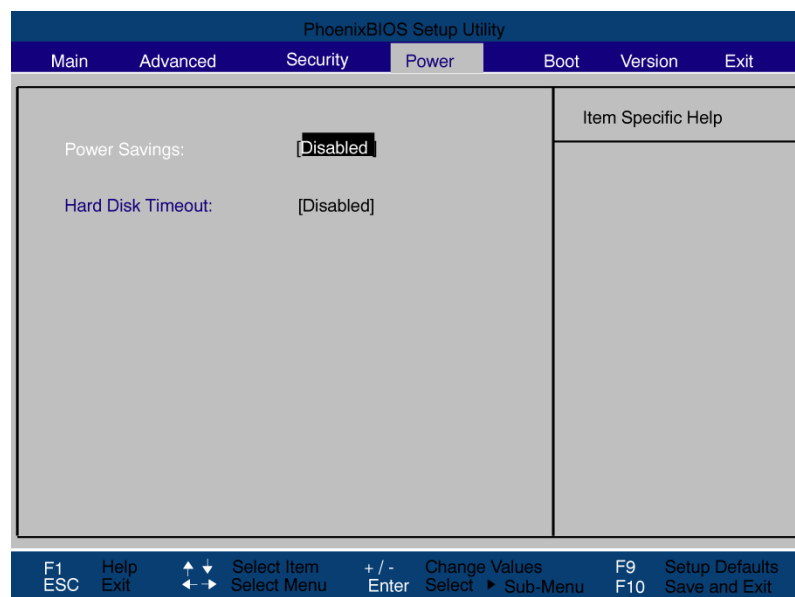 PhoenixBIOS Setup Utility
Main Advanced Security Power Boot Version Exit
Item Specific Help
Power Savings: [Disabled ]
Hard Disk Timeout: [Disabled]
F1 Help Select Item + / - Change Values F9 Setup Defaults
ESC Exit Select Menu Enter Select Sub-Menu F10 Save and Exit